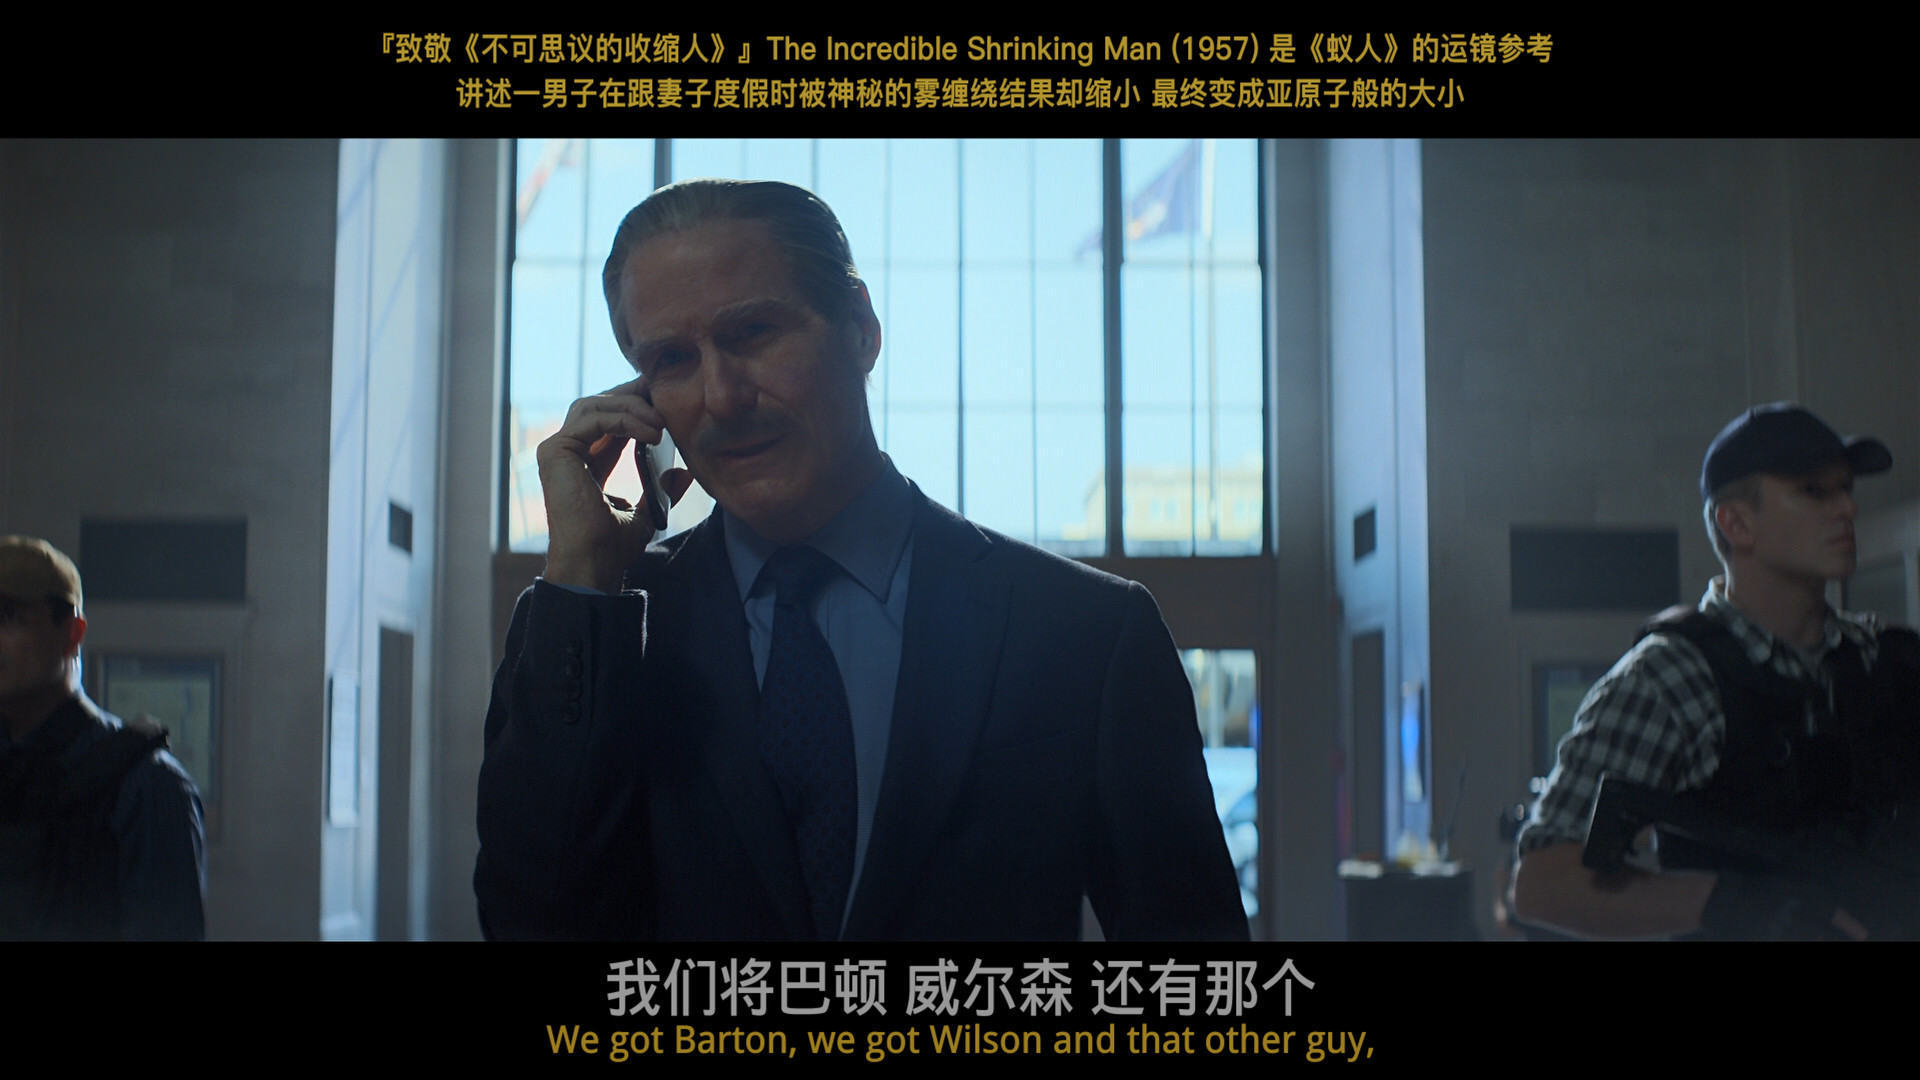 『致敬《不可思议的收缩人》』The Incredible Shrinking Man (1957) 是《蚁人》的运镜参考
讲述一男子在跟妻子度假时被神秘的雾缠绕结果却缩小 最终变成亚原子般的大小
我们将巴顿 威尔森 还有那个
We got Barton, we got Wilson and that other guy,